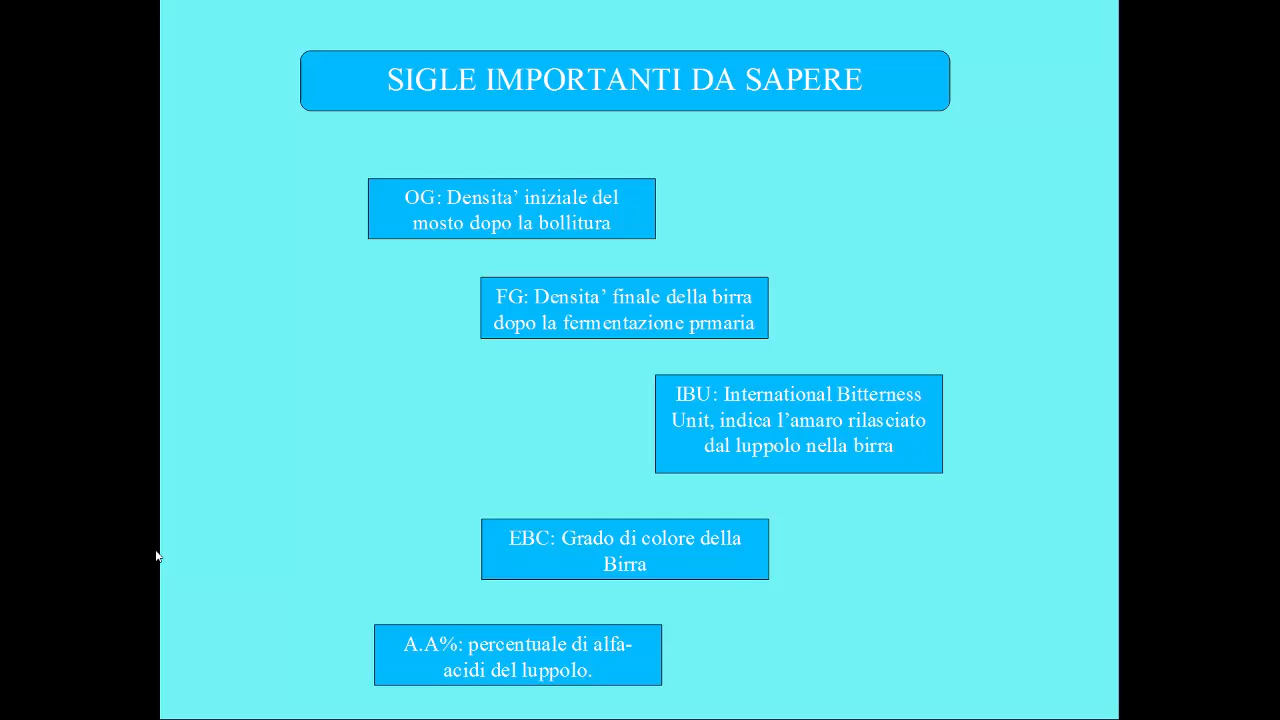 SIGLE IMPORTANTI DA SAPERE
OG: Densita’ iniziale del
mosto dopo la bollitura
FG: Densita’ finale della birra
dopo la fermentazione prmaria
IBU: International Bitterness
Unit, indica l’amaro rilasciato
dal luppolo nella birra
EBC: Grado di colore della
Birra
A.A%: percentuale di alfa-
acidi del luppolo.